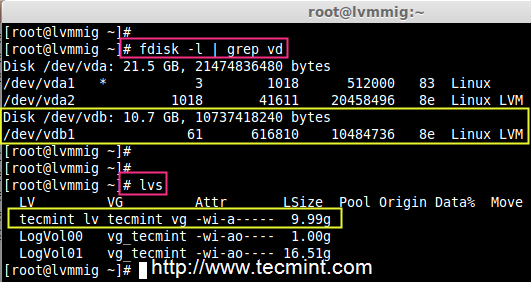 root@lvmmig:~
[root@lvmmig ~]#
[root@lvmmig ~]# fdisk -l | grep vd
Disk /dev/vda: 21.5 GB, 21474836480 bytes
/dev/vda1   *           3        1018      512000   83  Linux
/dev/vda2            1018       41611    20458496   8e  Linux LVM
Disk /dev/vdb: 10.7 GB, 10737418240 bytes
/dev/vdb1              61      616810    10484736   8e  Linux LVM
[root@lvmmig ~]#
[root@lvmmig ~]#
[root@lvmmig ~]# lvs
LV         VG         Attr      LSize  Pool Origin Data%  Move
tecmint_lv tecmint_vg -wi-a-----  9.99g
LogVol00   vg_tecmint -wi-ao----  1.00g
LogVol01   vg_tecmint -wi-ao---- 16.51g
[root@lvmmig ~]# http://www.tecmint.com